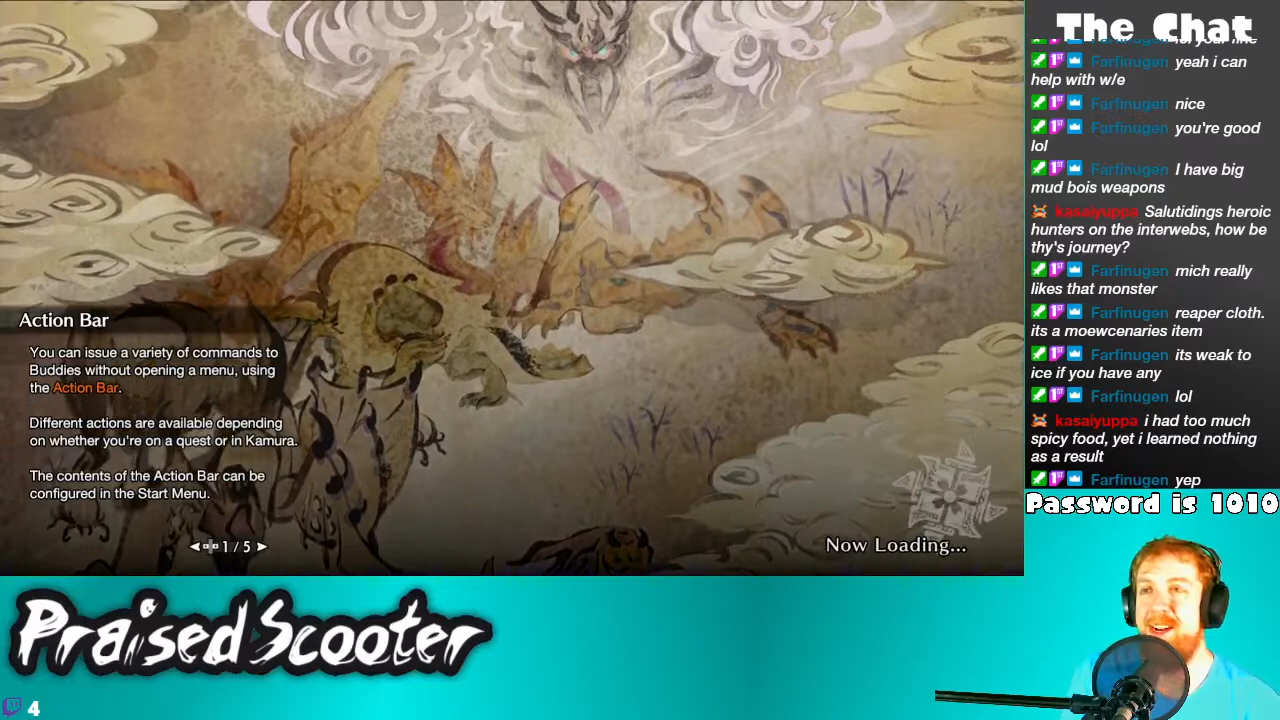 The Chat
Farfinugen yeah i can
help with w/e
Farfinugen nice
Farfinugen you're good
lol
Farfinugen I have big
mud bois weapons
kasaiyuppa Salutidings heroic
hunters on the interwebs, how be
thy's journey?
Farfinugen mich really
likes that monster
Farfinugen reaper cloth.
its a moewcenaries item
Farfinugen its weak to
ice if you have any
Farfinugen lol
kasaiyuppa i had too much
spicy food, yet i learned nothing
as a result
Farfinugen yep
Password is 1010
Action Bar
You can issue a variety of commands to
Buddies without opening a menu, using
the Action Bar.
Different actions are available depending
on whether you're on a quest or in Kamura.
The contents of the Action Bar can be
configured in the Start Menu.
1 / 5
Now Loading...
Praised Scooter
4